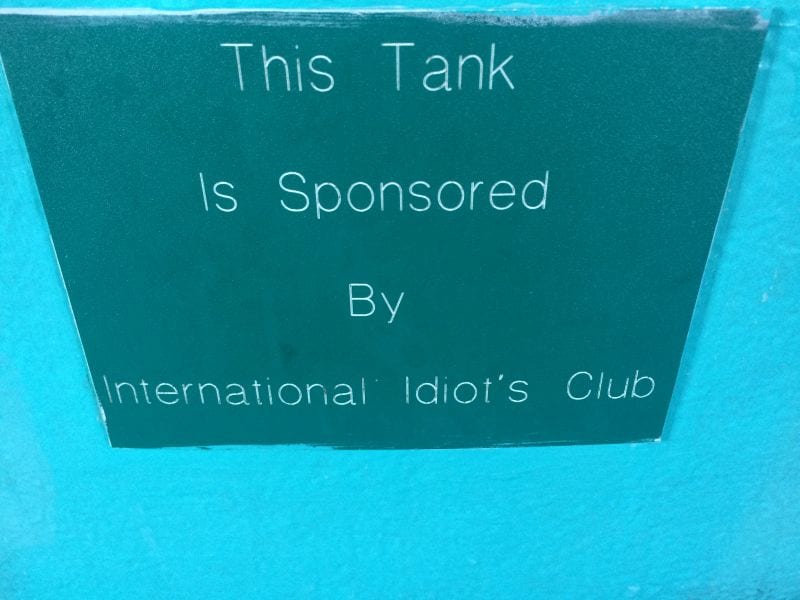 This Tank
Is Sponsored
By
International Idiot's Club